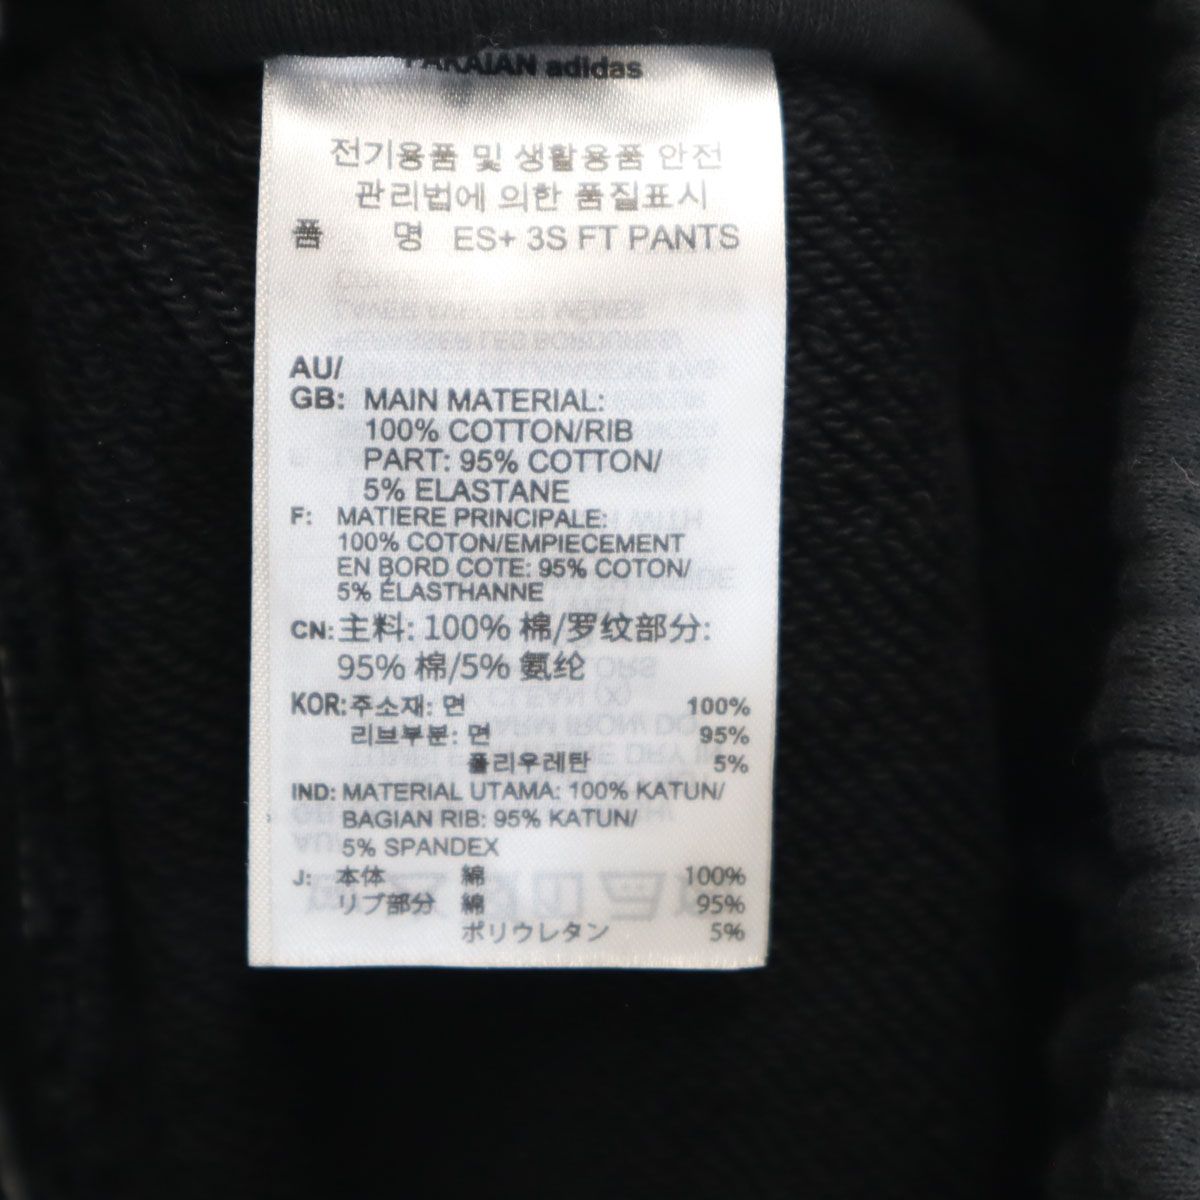 PAKAIAN adidas
전기용품 및 생활용품 안전
관리법에 의한 품질표시
품 명 ES+ 3S FT PANTS
AU/
GB: MAIN MATERIAL:
100% COTTON/RIB
PART: 95% COTTON/
5% ELASTANE
F: MATIERE PRINCIPALE:
100% COTON/EMPIECEMENT
EN BORD COTE: 95% COTON/
5% ÉLASTHANNE
CN: 主料: 100% 棉/罗纹部分:
95% 棉/5% 氨纶
KOR: 주소재: 면 100%
리브부분: 면 95%
폴리우레탄 5%
IND: MATERIAL UTAMA: 100% KATUN/
BAGIAN RIB: 95% KATUN/
5% SPANDEX
J: 本体 綿 100%
リブ部分 綿 95%
ポリウレタン 5%